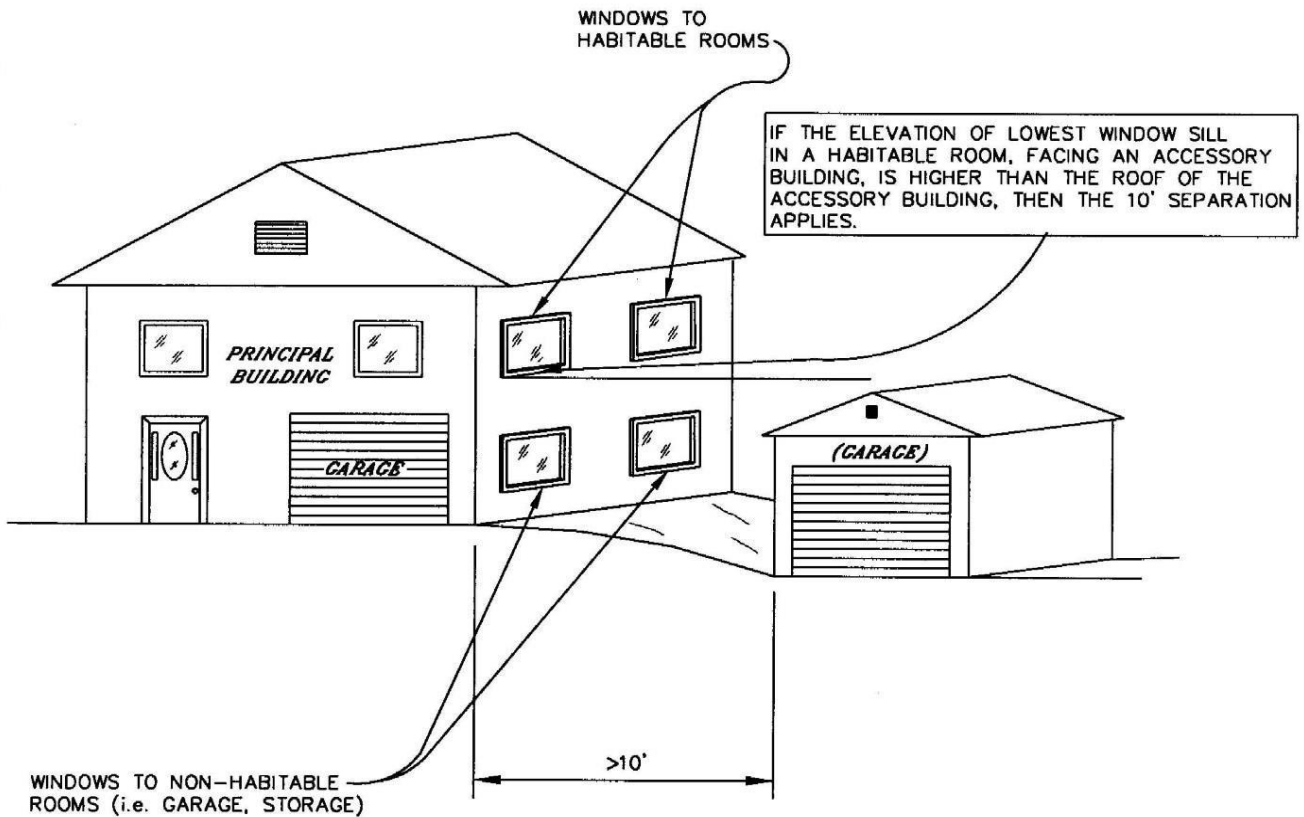 WINDOWS TO
HABITABLE ROOMS
IF THE ELEVATION OF LOWEST WINDOW SILL
IN A HABITABLE ROOM, FACING AN ACCESSORY
BUILDING, IS HIGHER THAN THE ROOF OF THE
ACCESSORY BUILDING, THEN THE 10' SEPARATION
APPLIES.
PRINCIPAL
BUILDING
GARAGE
(GARAGE)
>10'
WINDOWS TO NON-HABITABLE
ROOMS (i.e. GARAGE, STORAGE)